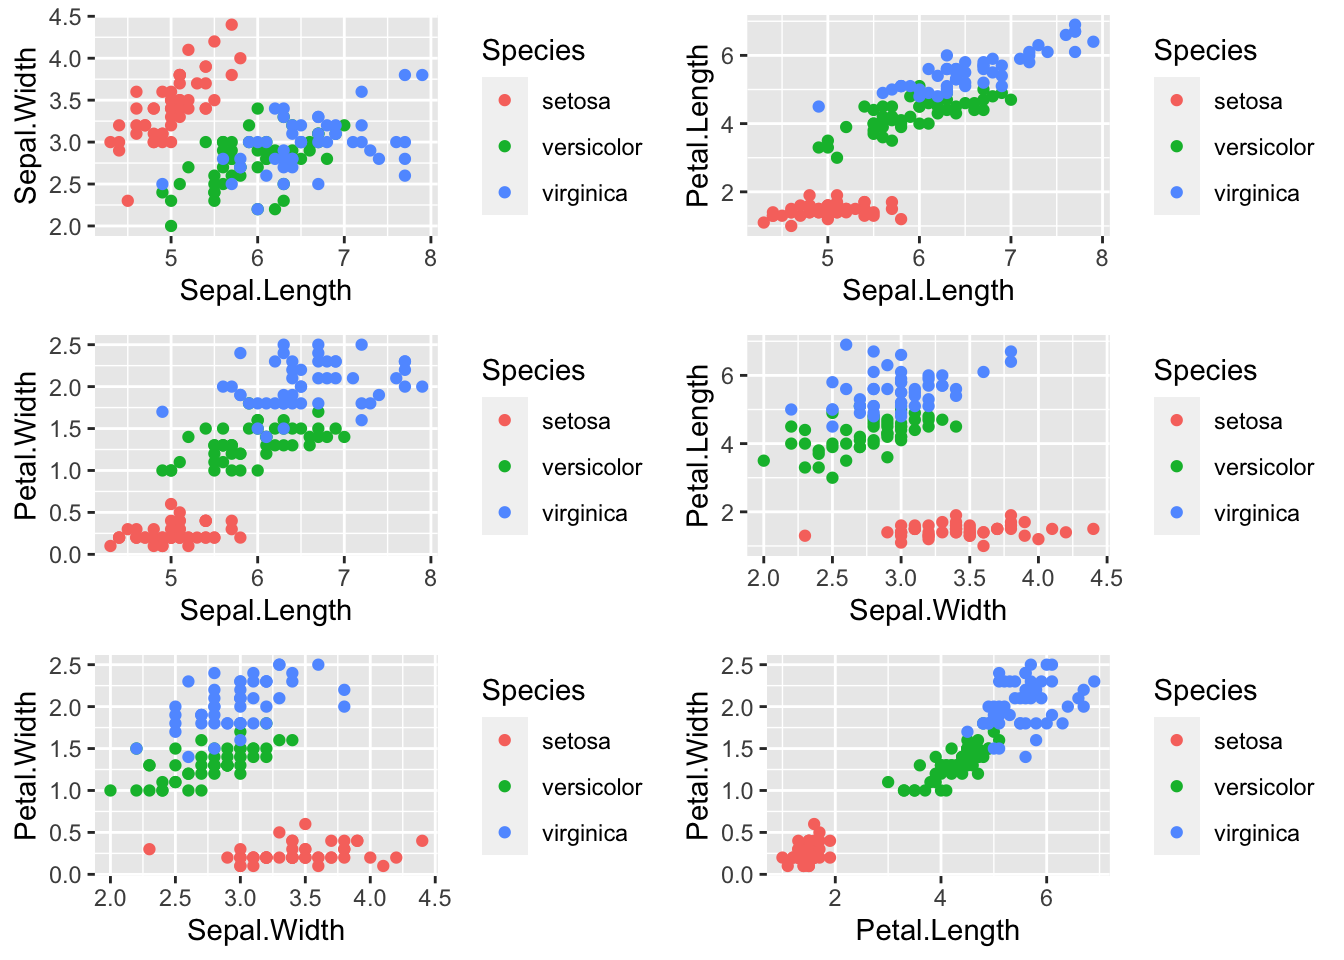 Sepal.Width
4.5
4.0
3.5
3.0
2.5
2.0
5 6 7 8
Sepal.Length
Species
setosa
versicolor
virginica
Petal.Length
6
4
2
5 6 7 8
Sepal.Length
Species
setosa
versicolor
virginica
Petal.Width
2.5
2.0
1.5
1.0
0.5
0.0
5 6 7 8
Sepal.Length
Species
setosa
versicolor
virginica
Petal.Length
6
4
2
2.0 2.5 3.0 3.5 4.0 4.5
Sepal.Width
Species
setosa
versicolor
virginica
Petal.Width
2.5
2.0
1.5
1.0
0.5
0.0
2.0 2.5 3.0 3.5 4.0 4.5
Sepal.Width
Species
setosa
versicolor
virginica
Petal.Width
2.5
2.0
1.5
1.0
0.5
0.0
2 4 6
Petal.Length
Species
setosa
versicolor
virginica